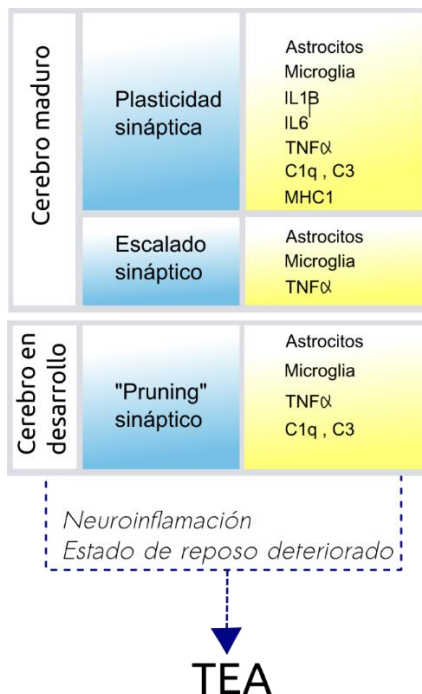 Cerebro maduro
Plasticidad
sináptica
Astrocitos
Microglia
IL1B
IL6
TNFα
C1q , C3
MHC1
Escalado
sináptico
Astrocitos
Microglia
TNFα
Cerebro en
desarrollo
"Pruning"
sináptico
Astrocitos
Microglia
TNFα
C1q , C3
Neuroinflamación
Estado de reposo deteriorado
TEA